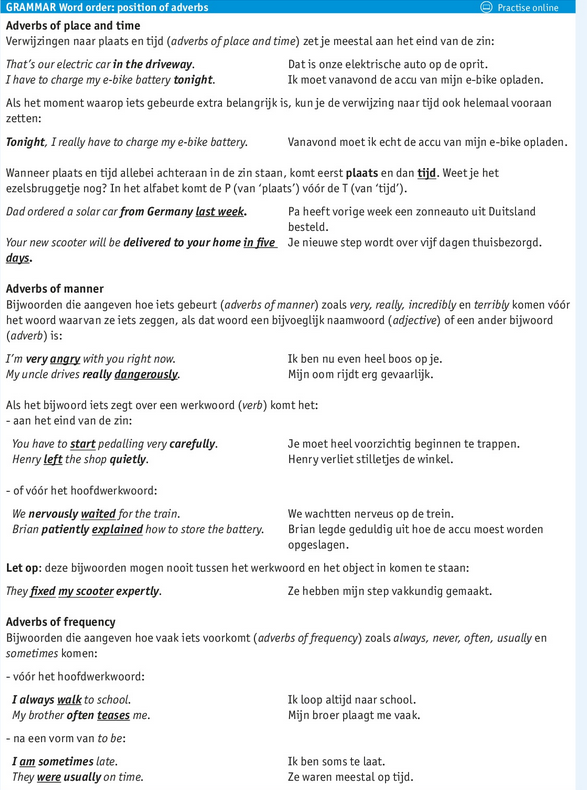 GRAMMAR Word order: position of adverbs
Practise online
Adverbs of place and time
Verwijzingen naar plaats en tijd (adverbs of place and time) zet je meestal aan het eind van de zin:
That's our electric car in the driveway. Dat is onze elektrische auto op de oprit.
I have to charge my e-bike battery tonight. Ik moet vanavond de accu van mijn e-bike opladen.
Als het moment waarop iets gebeurde extra belangrijk is, kun je de verwijzing naar tijd ook helemaal vooraan
zetten:
Tonight, I really have to charge my e-bike battery. Vanavond moet ik echt de accu van mijn e-bike opladen.
Wanneer plaats en tijd allebei achteraan in de zin staan, komt eerst plaats en dan tijd. Weet je het
ezelsbruggetje nog? In het alfabet komt de P (van 'plaats') vóór de T (van 'tijd').
Dad ordered a solar car from Germany last week. Pa heeft vorige week een zonneauto uit Duitsland
besteld.
Your new scooter will be delivered to your home in five Je nieuwe step wordt over vijf dagen thuisbezorgd.
days.
Adverbs of manner
Bijwoorden die aangeven hoe iets gebeurt (adverbs of manner) zoals very, really, incredibly en terribly komen vóór
het woord waarvan ze iets zeggen, als dat woord een bijvoeglijk naamwoord (adjective) of een ander bijwoord
(adverb) is:
I'm very angry with you right now. Ik ben nu even heel boos op je.
My uncle drives really dangerously. Mijn oom rijdt erg gevaarlijk.
Als het bijwoord iets zegt over een werkwoord (verb) komt het:
- aan het eind van de zin:
You have to start pedalling very carefully. Je moet heel voorzichtig beginnen te trappen.
Henry left the shop quietly. Henry verliet stilletjes de winkel.
- of vóór het hoofdwerkwoord:
We nervously waited for the train. We wachtten nerveus op de trein.
Brian patiently explained how to store the battery. Brian legde geduldig uit hoe de accu moest worden
opgeslagen.
Let op: deze bijwoorden mogen nooit tussen het werkwoord en het object in komen te staan:
They fixed my scooter expertly. Ze hebben mijn step vakkundig gemaakt.
Adverbs of frequency
Bijwoorden die aangeven hoe vaak iets voorkomt (adverbs of frequency) zoals always, never, often, usually en
sometimes komen:
- vóór het hoofdwerkwoord:
I always walk to school. Ik loop altijd naar school.
My brother often teases me. Mijn broer plaagt me vaak.
- na een vorm van to be:
I am sometimes late. Ik ben soms te laat.
They were usually on time. Ze waren meestal op tijd.